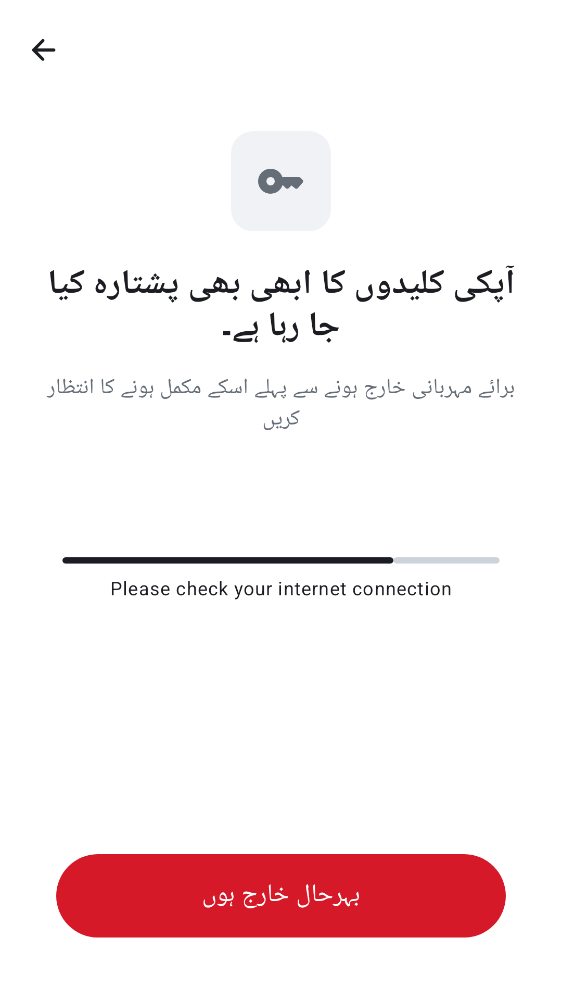 آپکی کلیدوں کا ابھی بھی پشتارہ کیا
جا رہا ہے۔
برائے مہربانی خارج ہونے سے پہلے اسکے مکمل ہونے کا انتظار
کریں
Please check your internet connection
بہرحال خارج ہوں